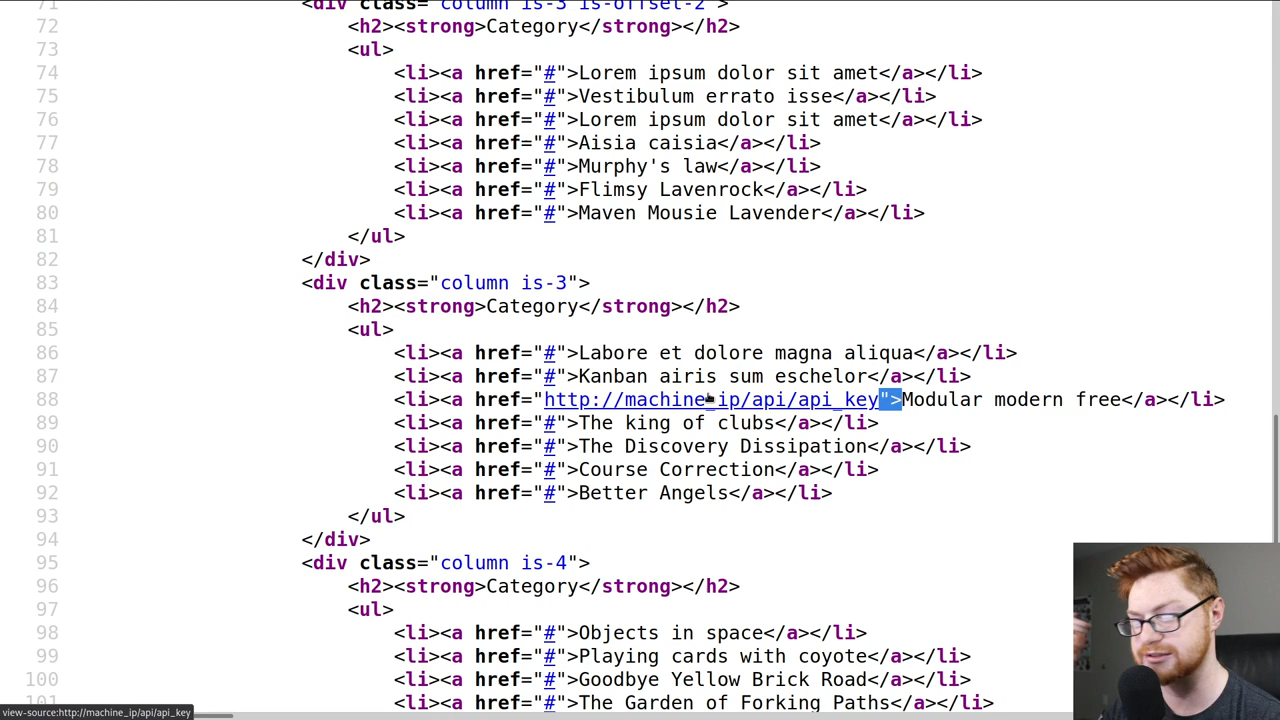 71 <div class="column is-3 is-offset-2">
72 <h2><strong>Category</strong></h2>
73 <ul>
74 <li><a href="#">Lorem ipsum dolor sit amet</a></li>
75 <li><a href="#">Vestibulum errato isse</a></li>
76 <li><a href="#">Lorem ipsum dolor sit amet</a></li>
77 <li><a href="#">Aisia caisia</a></li>
78 <li><a href="#">Murphy's law</a></li>
79 <li><a href="#">Flimsy Lavenrock</a></li>
80 <li><a href="#">Maven Mousie Lavender</a></li>
81 </ul>
82 </div>
83 <div class="column is-3">
84 <h2><strong>Category</strong></h2>
85 <ul>
86 <li><a href="#">Labore et dolore magna aliqua</a></li>
87 <li><a href="#">Kanban airis sum eschelor</a></li>
88 <li><a href="http://machine_ip/api/api_key">Modular modern free</a></li>
89 <li><a href="#">The king of clubs</a></li>
90 <li><a href="#">The Discovery Dissipation</a></li>
91 <li><a href="#">Course Correction</a></li>
92 <li><a href="#">Better Angels</a></li>
93 </ul>
94 </div>
95 <div class="column is-4">
96 <h2><strong>Category</strong></h2>
97 <ul>
98 <li><a href="#">Objects in space</a></li>
99 <li><a href="#">Playing cards with coyote</a></li>
100 <li><a href="#">Goodbye Yellow Brick Road</a></li>
101 <li><a href="#">The Garden of Forking Paths</a></li>
view-source:http://machine_ip/api/api_key